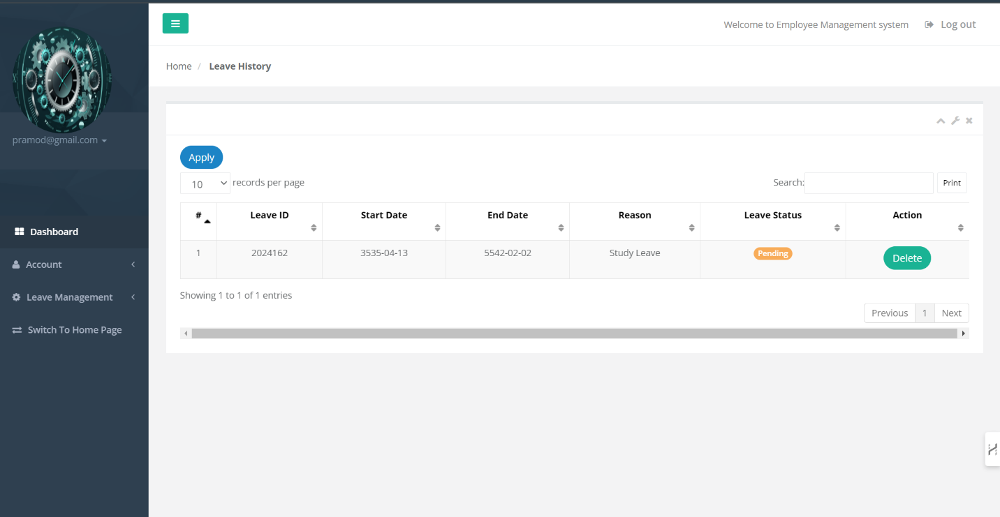 Welcome to Employee Management system Log out
Home / Leave History
pramod@gmail.com
Dashboard
Account
Leave Management
Switch To Home Page
Apply
10 records per page
Search: Print
# Leave ID Start Date End Date Reason Leave Status Action
1 2024162 3535-04-13 5542-02-02 Study Leave Pending Delete
Showing 1 to 1 of 1 entries
Previous 1 Next